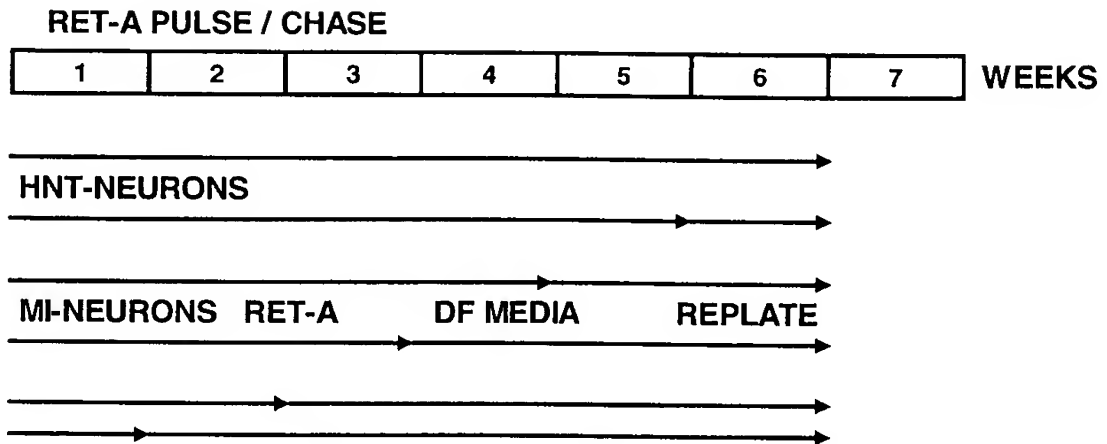 RET-A PULSE / CHASE
1 2 3 4 5 6 7 WEEKS
HNT-NEURONS
MI-NEURONS RET-A DF MEDIA REPLATE